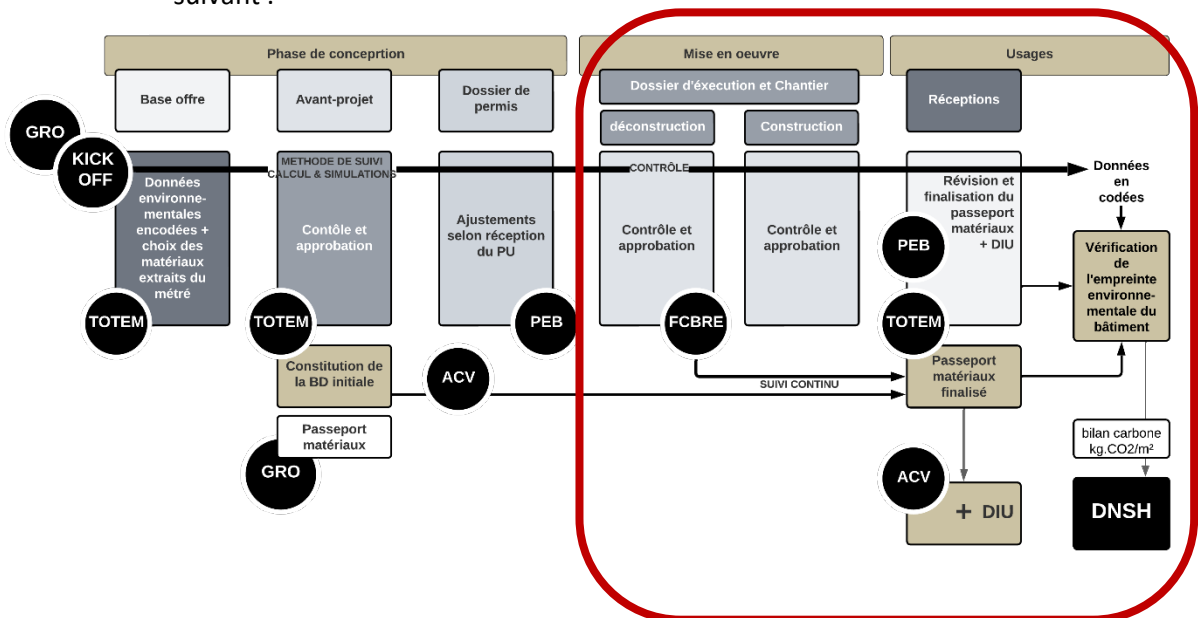 suivant :
Phase de conceprtion
Mise en oeuvre
Usages
Base offre
Avant-projet
Dossier de
permis
Dossier d'éxecution et Chantier
Réceptions
déconstruction
Construction
GRO
KICK
OFF
METHODE DE SUIVI
CALCUL & SIMULATIONS
CONTRÔLE
Données
en
codées
Données
environne-
mentales
encodées +
choix des
matériaux
extraits du
métré
Contôle et
approbation
Ajustements
selon réception
du PU
Contrôle et
approbation
Contrôle et
approbation
Révision et
finalisation du
passeport
matériaux
+ DIU
PEB
Vérification
de
l'empreinte
environne-
mentale du
bâtiment
TOTEM
TOTEM
PEB
FCBRE
TOTEM
Constitution de
la BD initiale
ACV
SUIVI CONTINU
Passeport
matériaux
finalisé
Passeport
matériaux
GRO
bilan carbone
kg.CO2/m²
ACV
+ DIU
DNSH